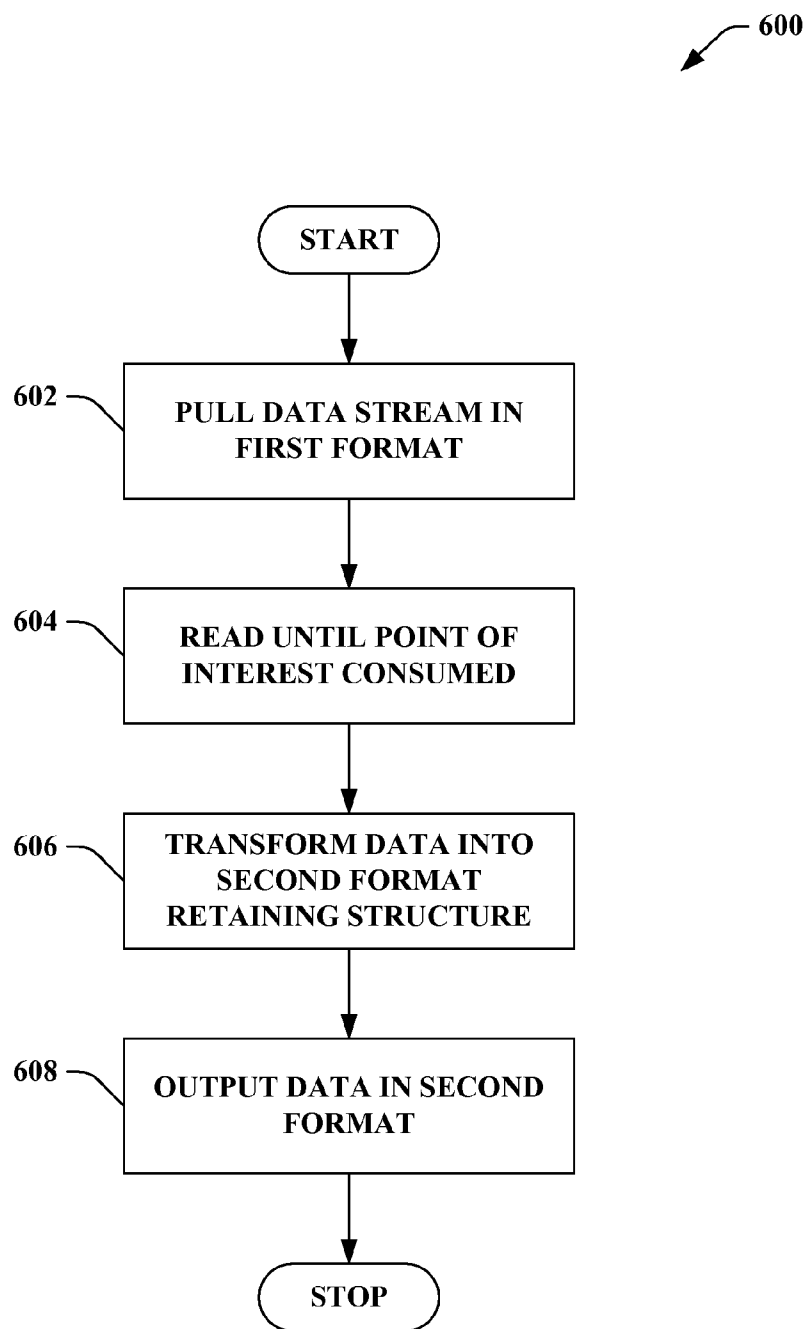 600
START
602
PULL DATA STREAM IN
FIRST FORMAT
604
READ UNTIL POINT OF
INTEREST CONSUMED
606
TRANSFORM DATA INTO
SECOND FORMAT
RETAINING STRUCTURE
608
OUTPUT DATA IN SECOND
FORMAT
STOP